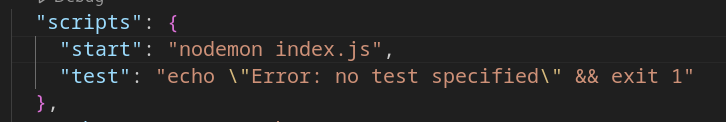 "scripts": {
"start": "nodemon index.js",
"test": "echo \"Error: no test specified\" && exit 1"
},